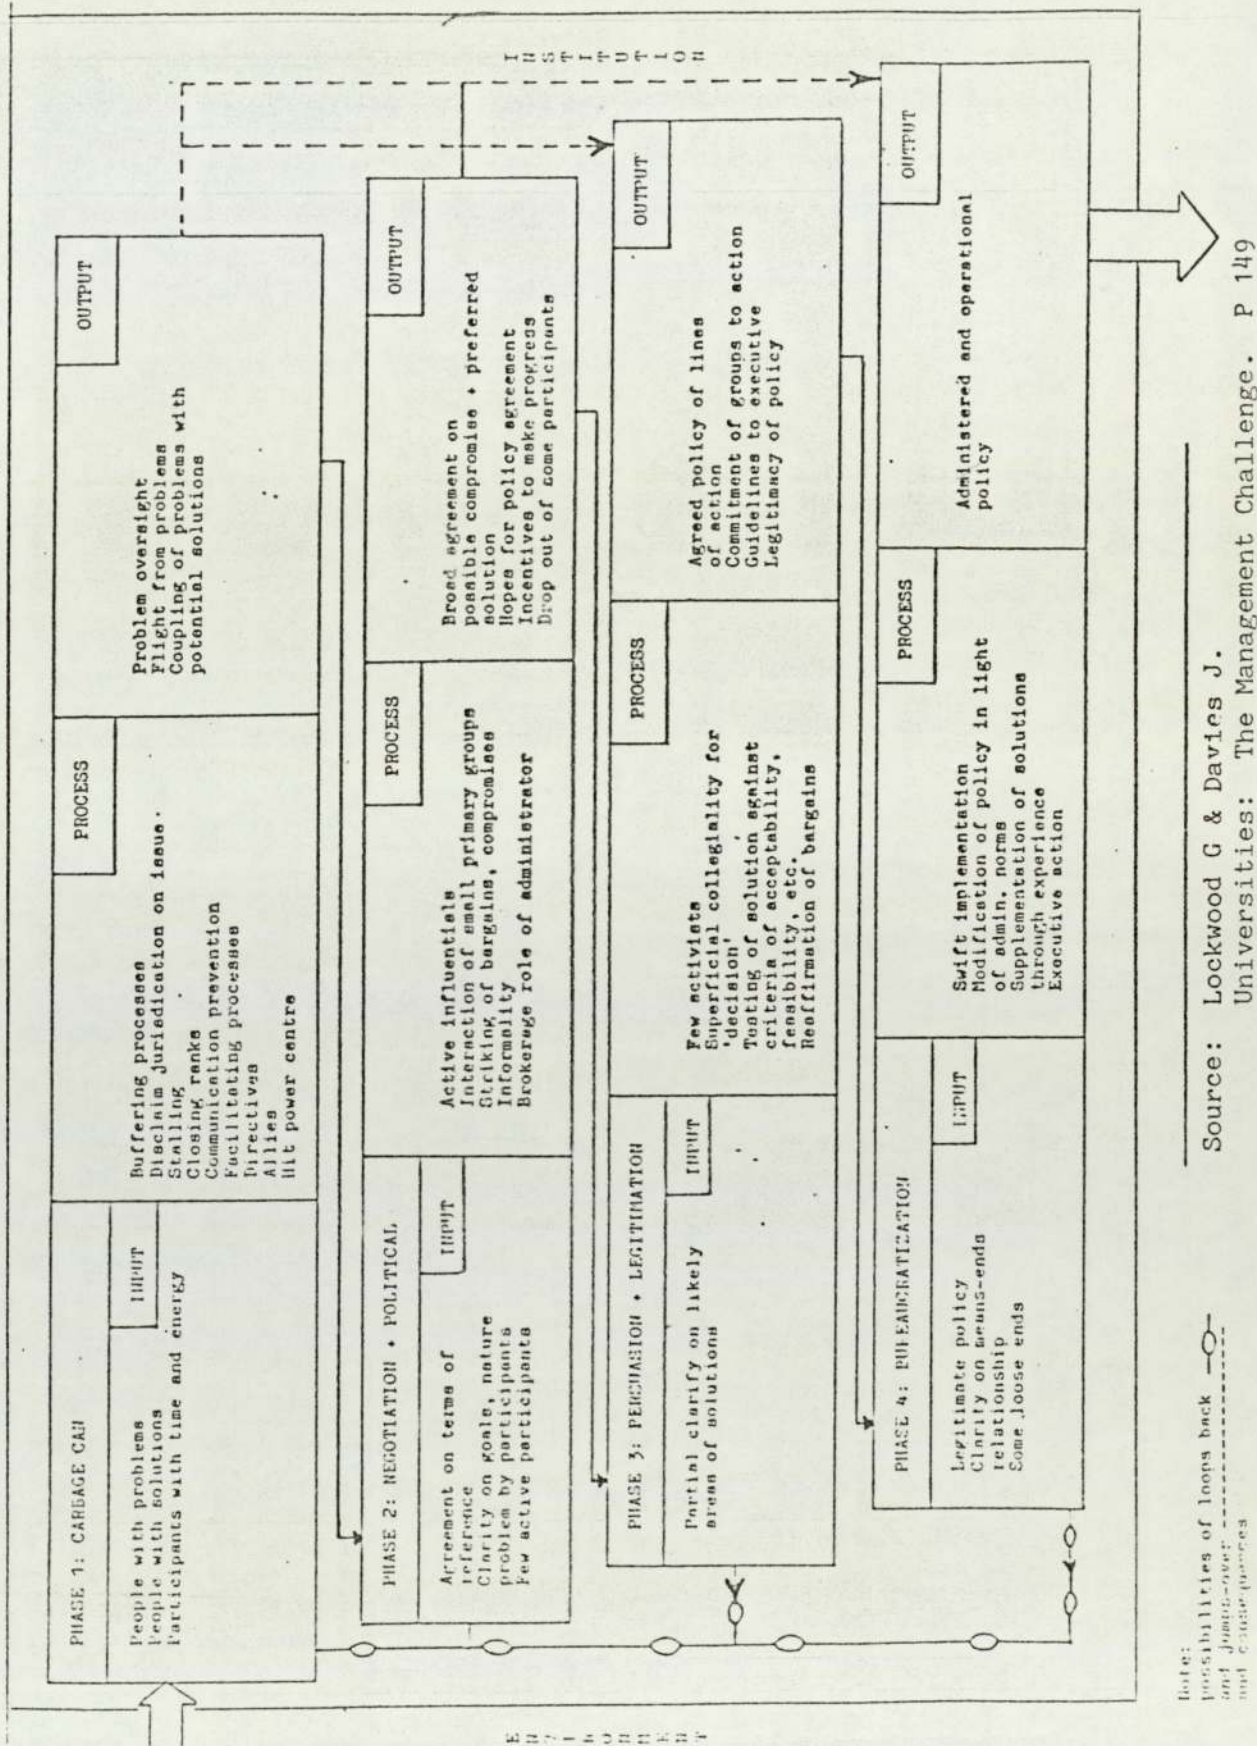 INSTITUTION
ENVIRONMENT
PHASE 1: GARBAGE CAN
INPUT
People with problems
People with solutions
Participants with time and energy
PROCESS
Buffering processes
Disclaim jurisdication on issue.
Stalling
Closing ranks
Communication prevention
Facilitating processes
Directives
Allies
Hit power centre
OUTPUT
Problem oversight
Flight from problems
Coupling of problems with
potential solutions
PHASE 2: NEGOTIATION + POLITICAL
INPUT
Agreement on terms of
reference
Clarity on goals, nature
problem by participants
Few active participants
PROCESS
Active influentials
Interaction of small primary groups
Striking of bargains, compromises
Informality
Brokerage role of administrator
OUTPUT
Broad agreement on
possible compromise + preferred
solution
Hopes for policy agreement
Incentives to make progress
Drop out of some participants
PHASE 3: PERSUASION + LEGITIMATION
INPUT
Partial clarify on likely
areas of solutions
PROCESS
Few activists
Superficial collegiality for
'decision'
Testing of solution against
criteria of acceptability,
feasibility, etc.
Reaffirmation of bargains
OUTPUT
Agreed policy of lines
of action
Commitment of groups to action
Guidelines to executive
Legitimacy of policy
PHASE 4: BUREAUCRATIZATION
INPUT
Legitimate policy
Clarity on means-ends
relationship
Some loose ends
PROCESS
Swift implementation
Modification of policy in light
of admin. norms
Supplementation of solutions
through experience
Executive action
OUTPUT
Administered and operational
policy
Note:
possibilities of loops back
and jumps-over
and consequences
Source: Lockwood G & Davies J.
Universities: The Management Challenge. P 149